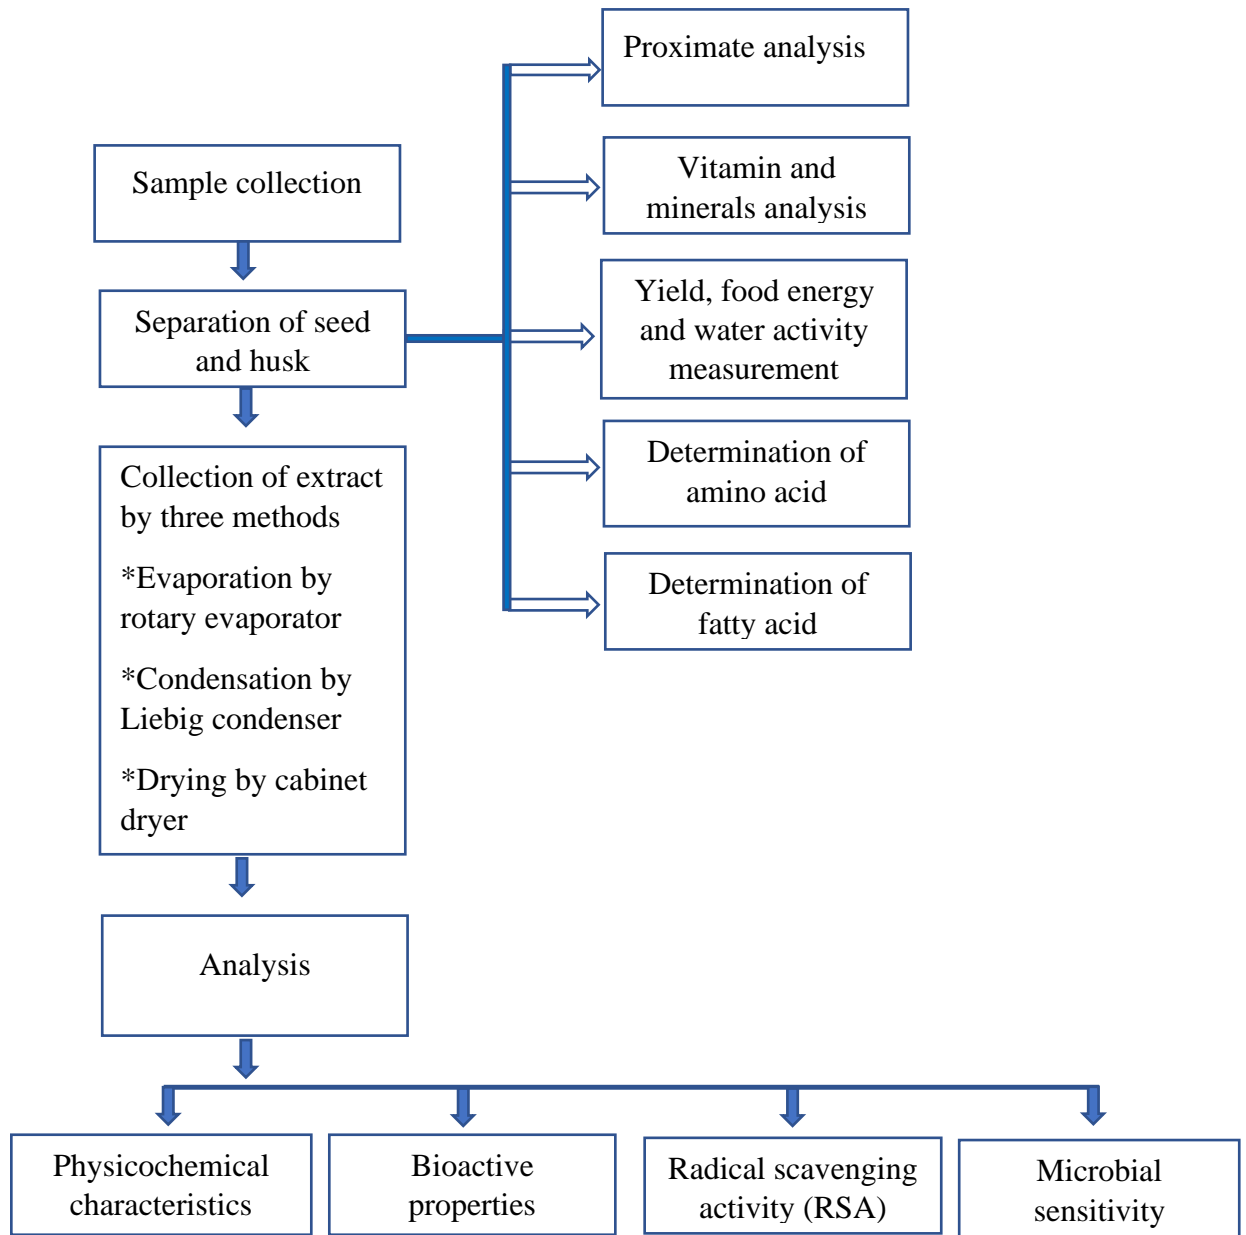 Proximate analysis
Sample collection
Vitamin and
minerals analysis
Separation of seed
and husk
Yield, food energy
and water activity
measurement
Collection of extract
by three methods
*Evaporation by
rotary evaporator
*Condensation by
Liebig condenser
*Drying by cabinet
dryer
Determination of
amino acid
Determination of
fatty acid
Analysis
Physicochemical
characteristics
Bioactive
properties
Radical scavenging
activity (RSA)
Microbial
sensitivity